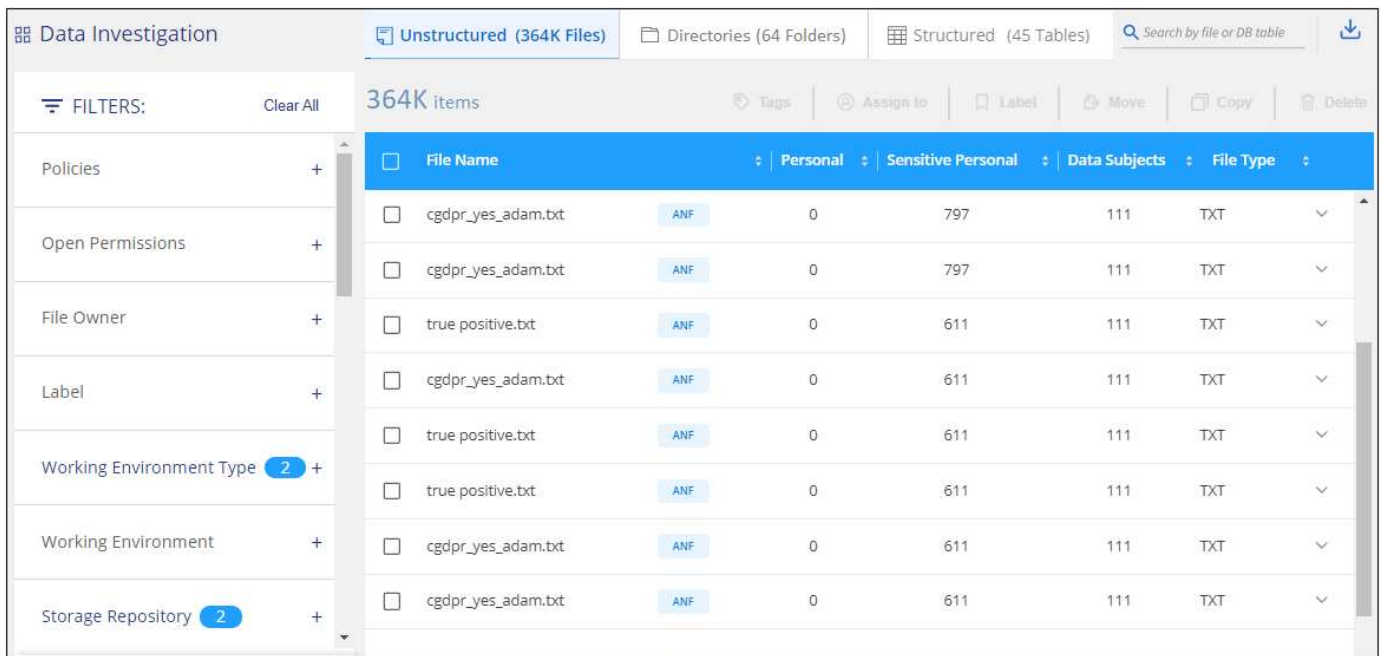 Data Investigation
Unstructured (364K Files)
Directories (64 Folders)
Structured (45 Tables)
Search by file or DB table
FILTERS: Clear All
364K items
Tags Assign to Label Move Copy Delete
Policies +
Open Permissions +
File Owner +
Label +
Working Environment Type 2 +
Working Environment +
Storage Repository 2 +
File Name Personal Sensitive Personal Data Subjects File Type
cgdpr_yes_adam.txt ANF 0 797 111 TXT
cgdpr_yes_adam.txt ANF 0 797 111 TXT
true positive.txt ANF 0 611 111 TXT
cgdpr_yes_adam.txt ANF 0 611 111 TXT
true positive.txt ANF 0 611 111 TXT
true positive.txt ANF 0 611 111 TXT
cgdpr_yes_adam.txt ANF 0 611 111 TXT
cgdpr_yes_adam.txt ANF 0 611 111 TXT